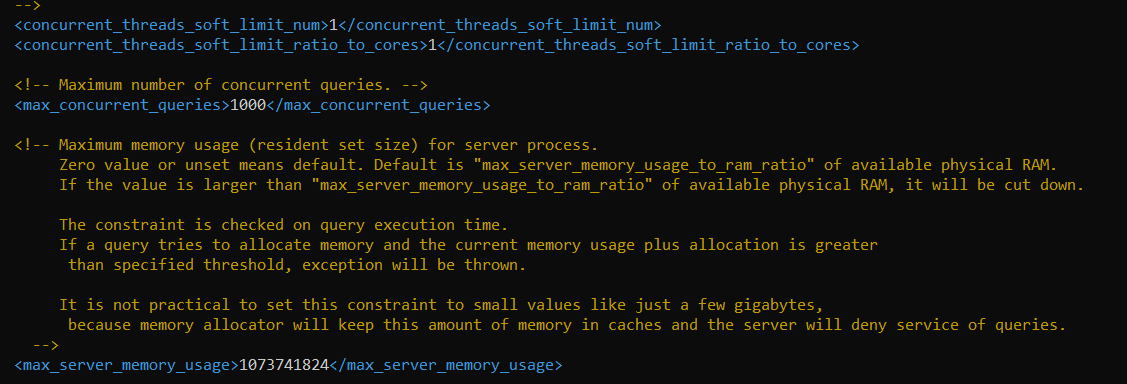 -->
<concurrent_threads_soft_limit_num>1</concurrent_threads_soft_limit_num>
<concurrent_threads_soft_limit_ratio_to_cores>1</concurrent_threads_soft_limit_ratio_to_cores>
<!-- Maximum number of concurrent queries. -->
<max_concurrent_queries>1000</max_concurrent_queries>
<!-- Maximum memory usage (resident set size) for server process.
Zero value or unset means default. Default is "max_server_memory_usage_to_ram_ratio" of available physical RAM.
If the value is larger than "max_server_memory_usage_to_ram_ratio" of available physical RAM, it will be cut down.
The constraint is checked on query execution time.
If a query tries to allocate memory and the current memory usage plus allocation is greater
than specified threshold, exception will be thrown.
It is not practical to set this constraint to small values like just a few gigabytes,
because memory allocator will keep this amount of memory in caches and the server will deny service of queries.
-->
<max_server_memory_usage>1073741824</max_server_memory_usage>